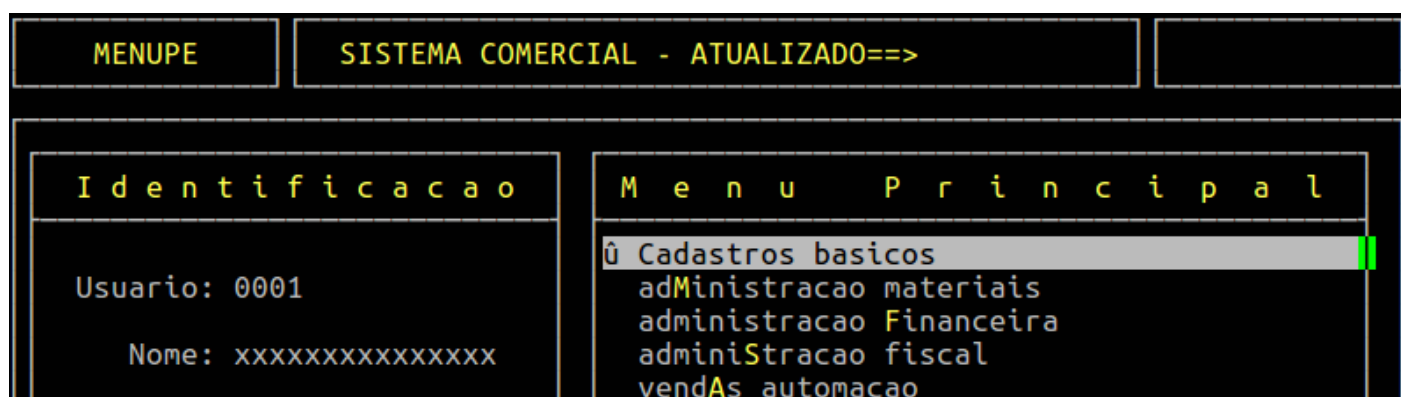 MENUPE
SISTEMA COMERCIAL - ATUALIZADO==>
I d e n t i f i c a c a o
Usuario: 0001
Nome: xxxxxxxxxxxxxxx
M e n u P r i n c i p a l
û Cadastros basicos
adMinistracao materiais
administracao Financeira
adminiStracao fiscal
vendAs automacao